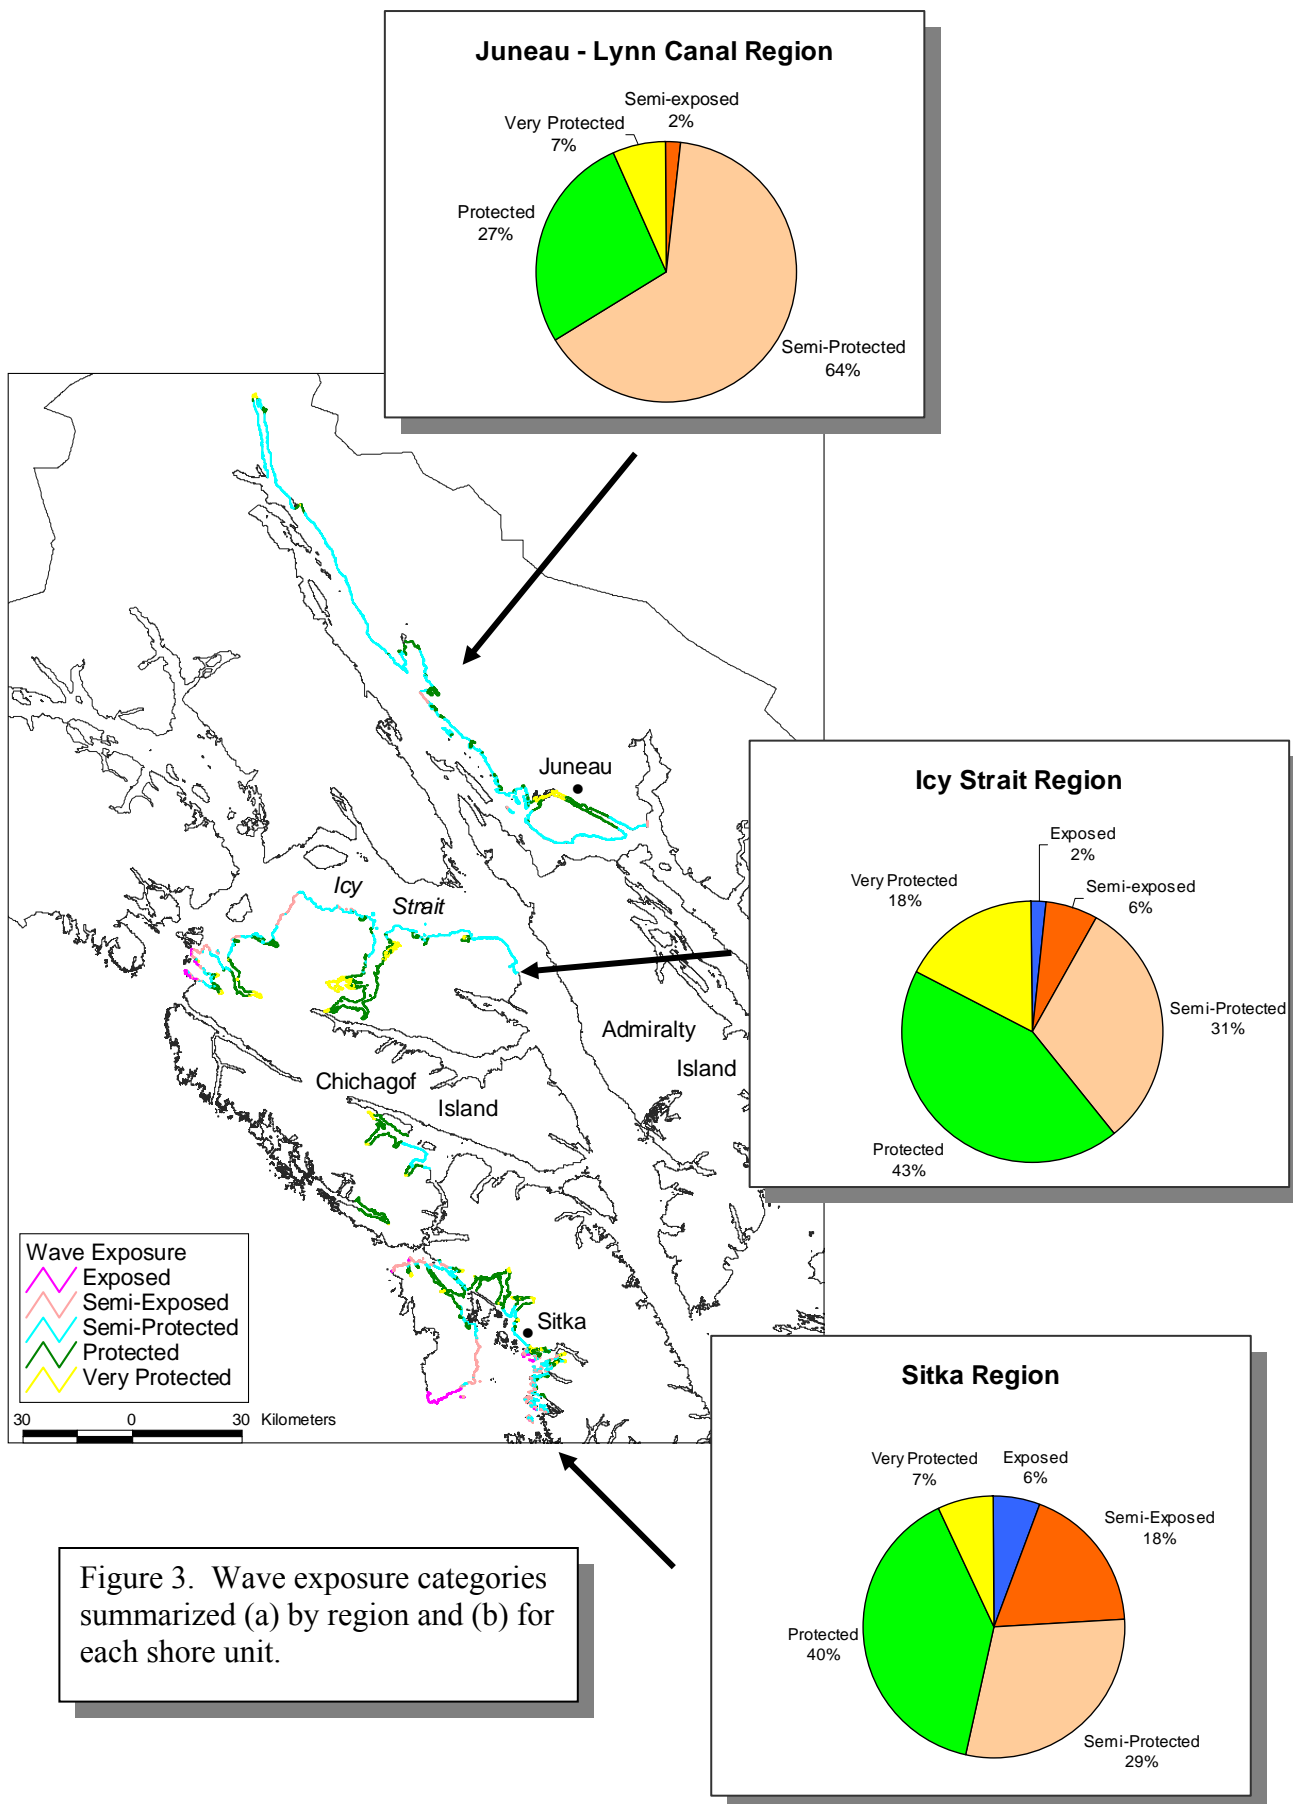 Juneau - Lynn Canal Region
Semi-exposed
2%
Very Protected
7%
Protected
27%
Semi-Protected
64%
Juneau
Icy
Strait
Admiralty
Island
Chichagof
Island
Sitka
Icy Strait Region
Exposed
2%
Semi-exposed
6%
Very Protected
18%
Semi-Protected
31%
Protected
43%
Wave Exposure
Exposed
Semi-Exposed
Semi-Protected
Protected
Very Protected
30 0 30 Kilometers
Sitka Region
Very Protected
7%
Exposed
6%
Semi-Exposed
18%
Protected
40%
Semi-Protected
29%
Figure 3. Wave exposure categories
summarized (a) by region and (b) for
each shore unit.